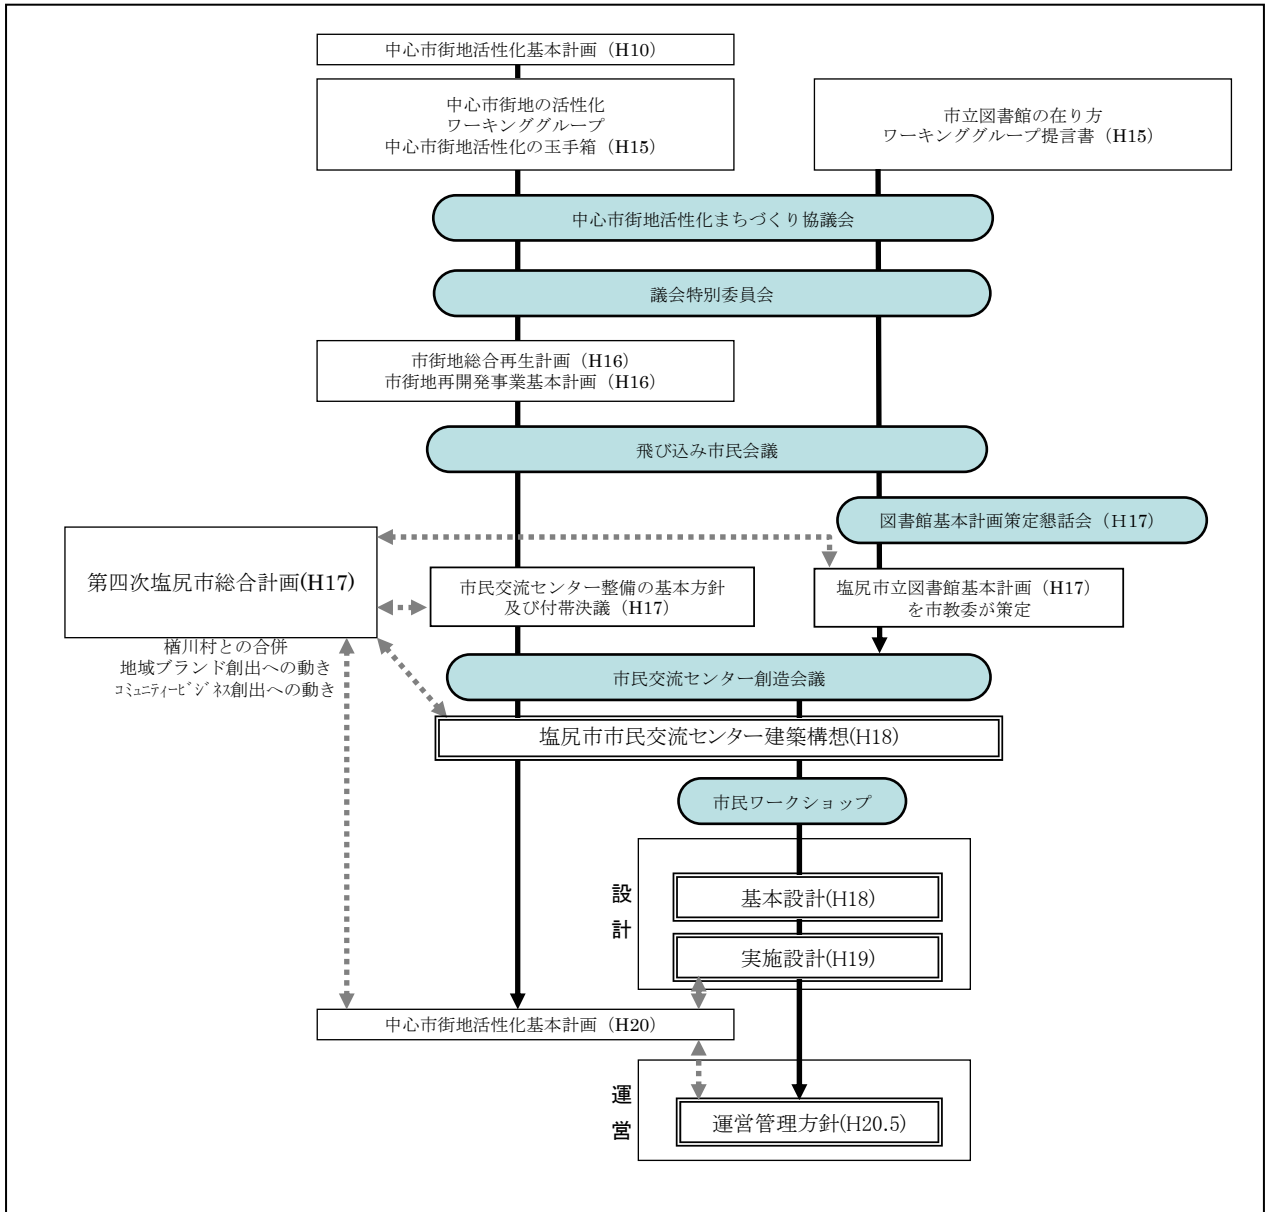 中心市街地活性化基本計画（H10）
中心市街地の活性化
ワーキンググループ
中心市街地活性化の玉手箱（H15）
市立図書館の在り方
ワーキンググループ提言書（H15）
中心市街地活性化まちづくり協議会
議会特別委員会
市街地総合再生計画（H16）
市街地再開発事業基本計画（H16）
飛び込み市民会議
図書館基本計画策定懇話会（H17）
第四次塩尻市総合計画(H17)
市民交流センター整備の基本方針
及び付帯決議（H17）
塩尻市立図書館基本計画（H17）
を市教委が策定
楢川村との合併
地域ブランド創出への動き
ｺﾐｭﾆﾃｨｰﾋﾞｼﾞﾈｽ創出への動き
市民交流センター創造会議
塩尻市市民交流センター建築構想(H18)
市民ワークショップ
設計
基本設計(H18)
実施設計(H19)
中心市街地活性化基本計画（H20）
運営
運営管理方針(H20.5)